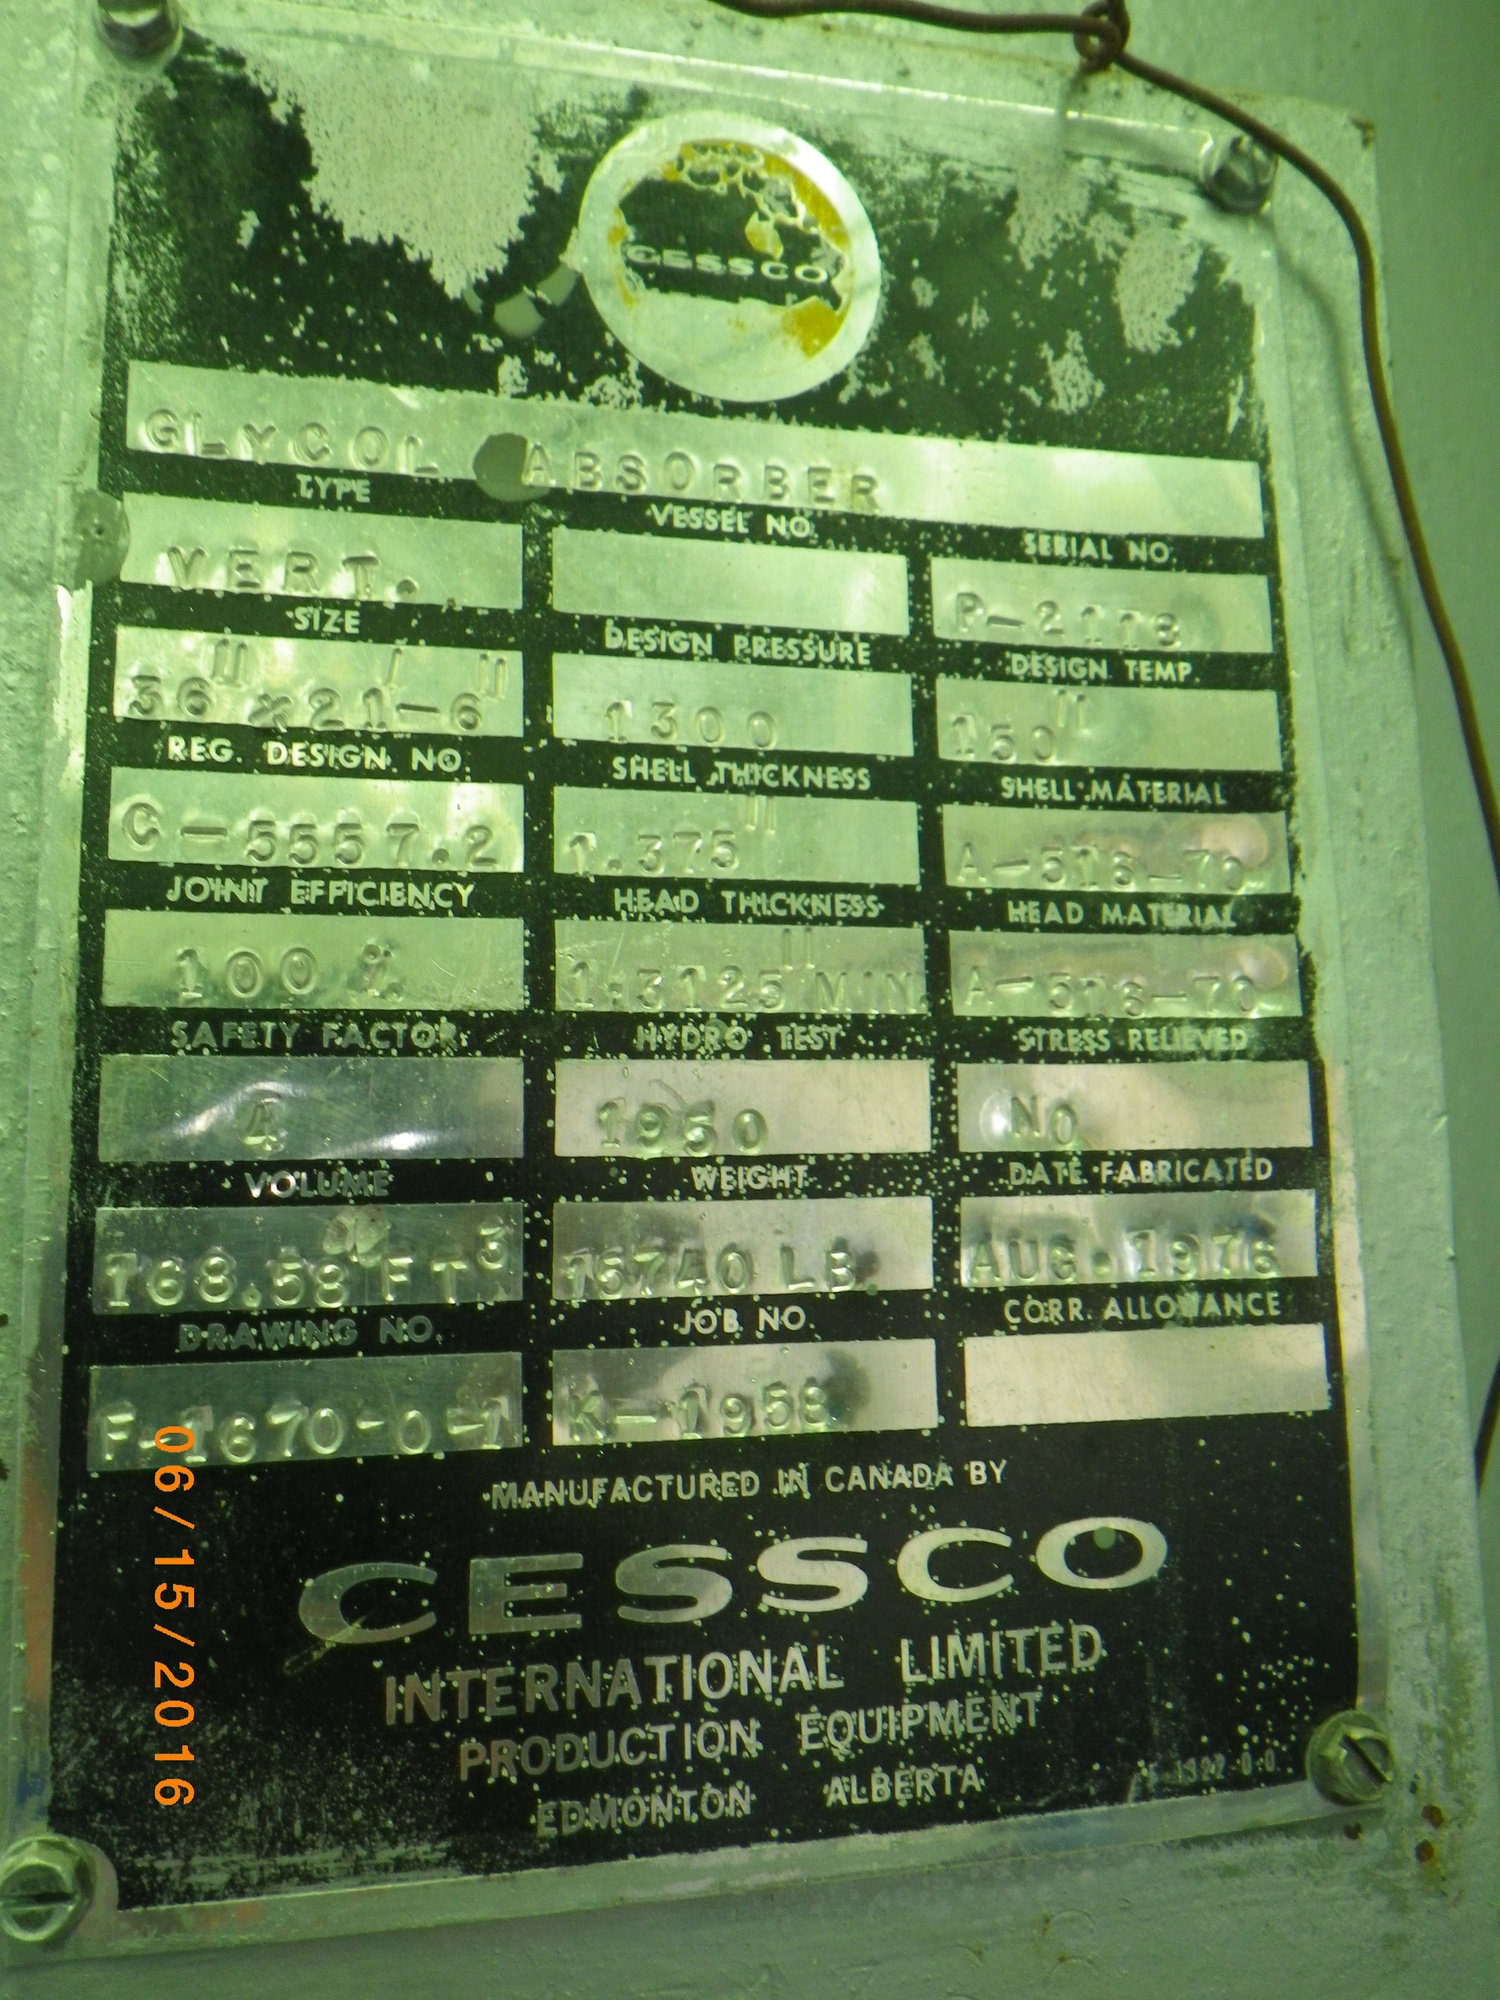 CESSCO
GLYCOL ABSORBER
TYPE VESSEL NO. SERIAL NO.
VERT. P-2118
SIZE DESIGN PRESSURE DESIGN TEMP.
36" x 21'-6" 1300 150"
REG. DESIGN NO. SHELL THICKNESS SHELL MATERIAL
C-5557.2 1.375" A-516-70
JOINT EFFICIENCY HEAD THICKNESS HEAD MATERIAL
100 % 1.3125" MIN. A-516-70
SAFETY FACTOR HYDRO TEST STRESS RELIEVED
4 1950 NO
VOLUME WEIGHT DATE FABRICATED
168.58 FT3 15740 LB. AUG. 1976
DRAWING NO. JOB NO. CORR. ALLOWANCE
F-1670-0-1 K-1958
MANUFACTURED IN CANADA BY
CESSCO
INTERNATIONAL LIMITED
PRODUCTION EQUIPMENT
EDMONTON ALBERTA
06/15/2016